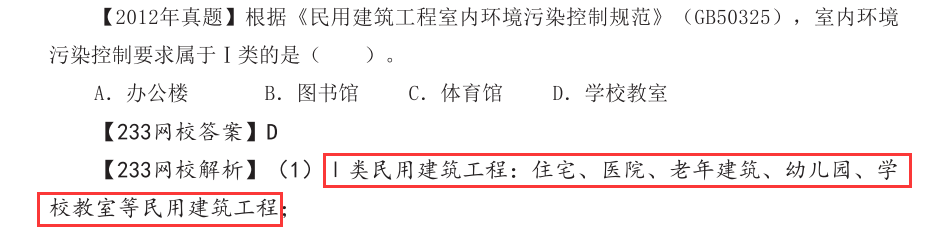 【2012年真题】根据《民用建筑工程室内环境污染控制规范》（GB50325），室内环境
污染控制要求属于Ⅰ类的是（　　）。
A．办公楼　　B．图书馆　　C．体育馆　　D．学校教室
【233网校答案】D
【233网校解析】（1）Ⅰ类民用建筑工程：住宅、医院、老年建筑、幼儿园、学
校教室等民用建筑工程；